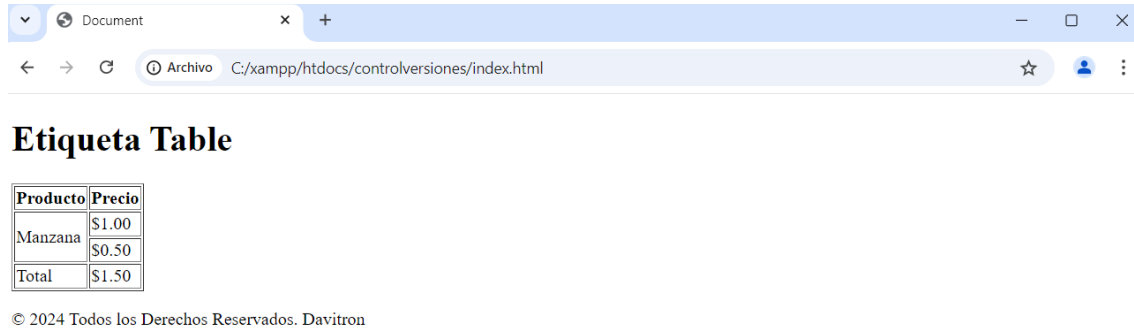 Document
Archivo C:/xampp/htdocs/controlversiones/index.html
Etiqueta Table
Producto Precio
Manzana $1.00
$0.50
Total $1.50
© 2024 Todos los Derechos Reservados. Davitron